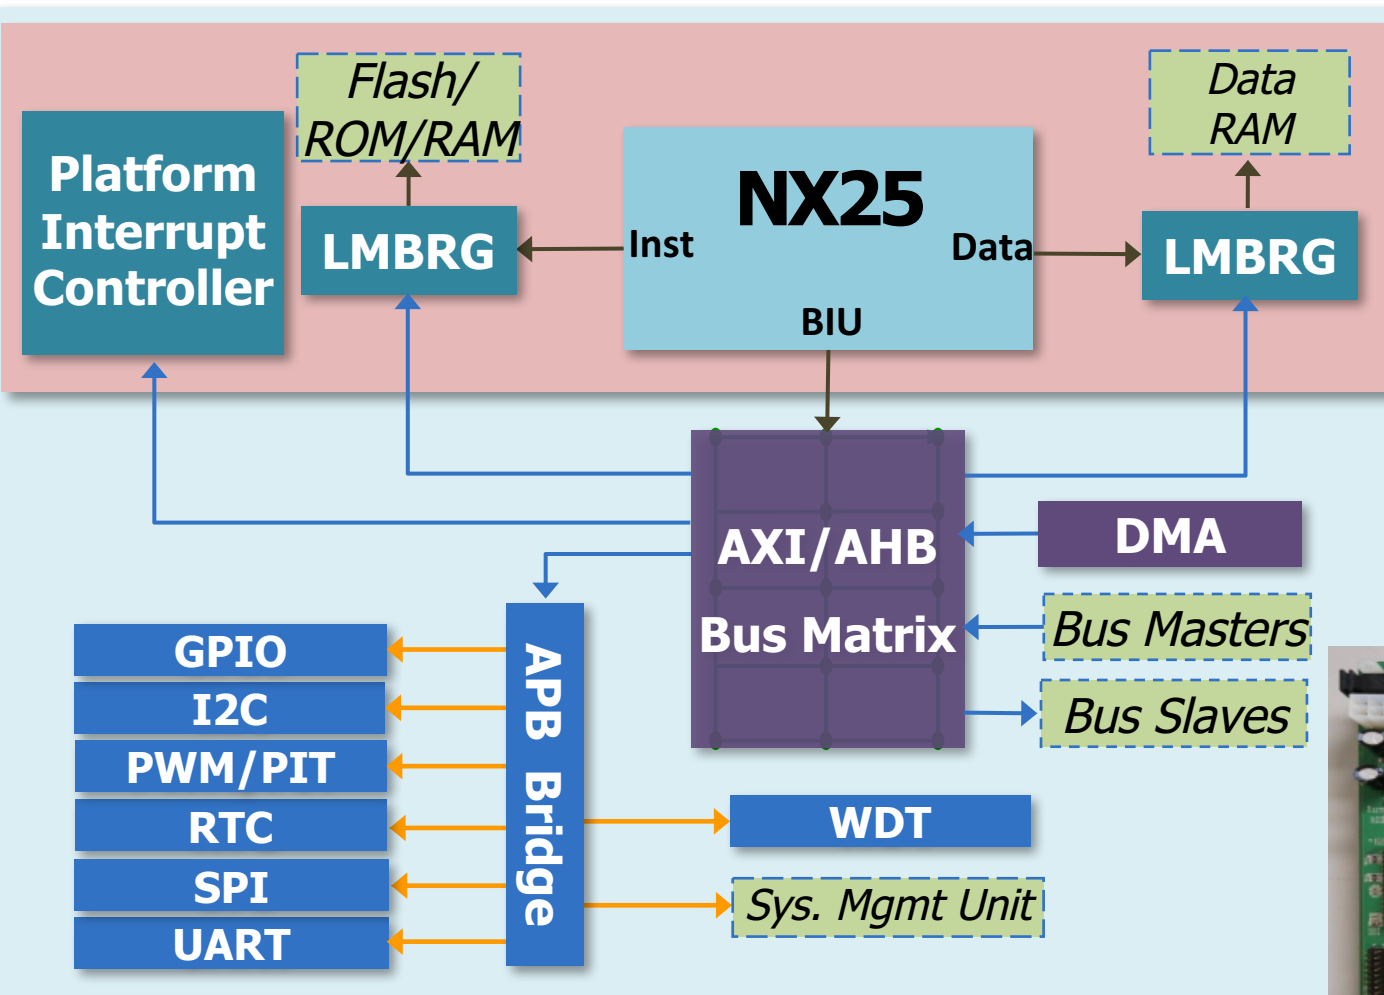 Flash/
ROM/RAM
Data
RAM
Platform
Interrupt
Controller
LMBRG
NX25
Inst
Data
BIU
LMBRG
AXI/AHB
Bus Matrix
DMA
Bus Masters
Bus Slaves
APB Bridge
GPIO
I2C
PWM/PIT
RTC
SPI
UART
WDT
Sys. Mgmt Unit